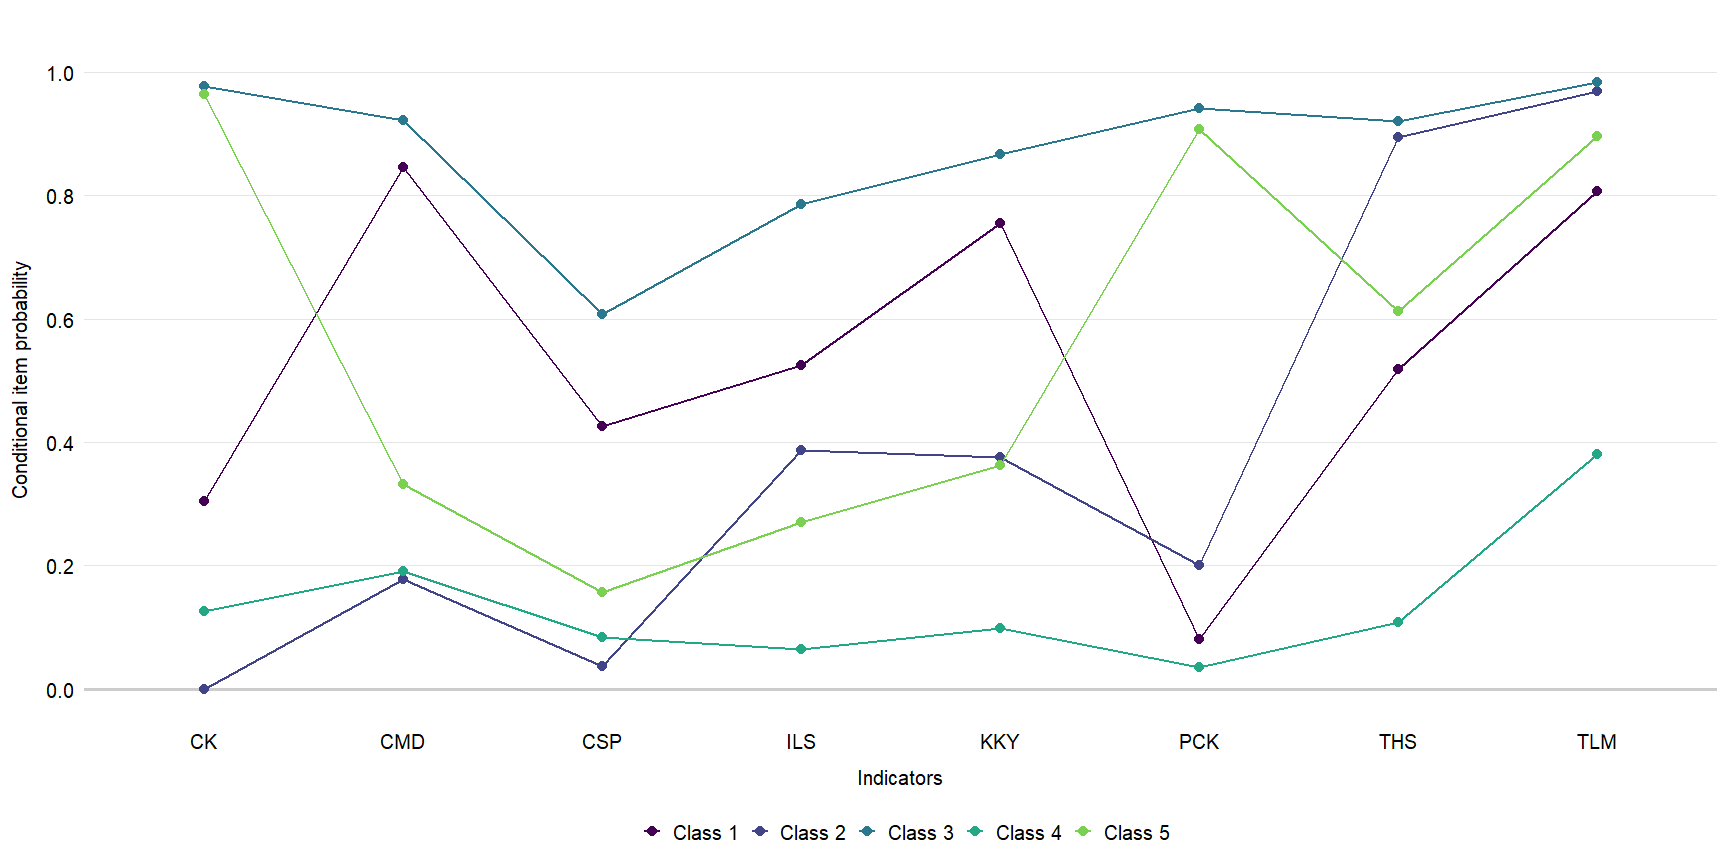 1.0
0.8
0.6
0.4
0.2
0.0
Conditional item probability
CK CMD CSP ILS KKY PCK THS TLM
Indicators
Class 1 Class 2 Class 3 Class 4 Class 5